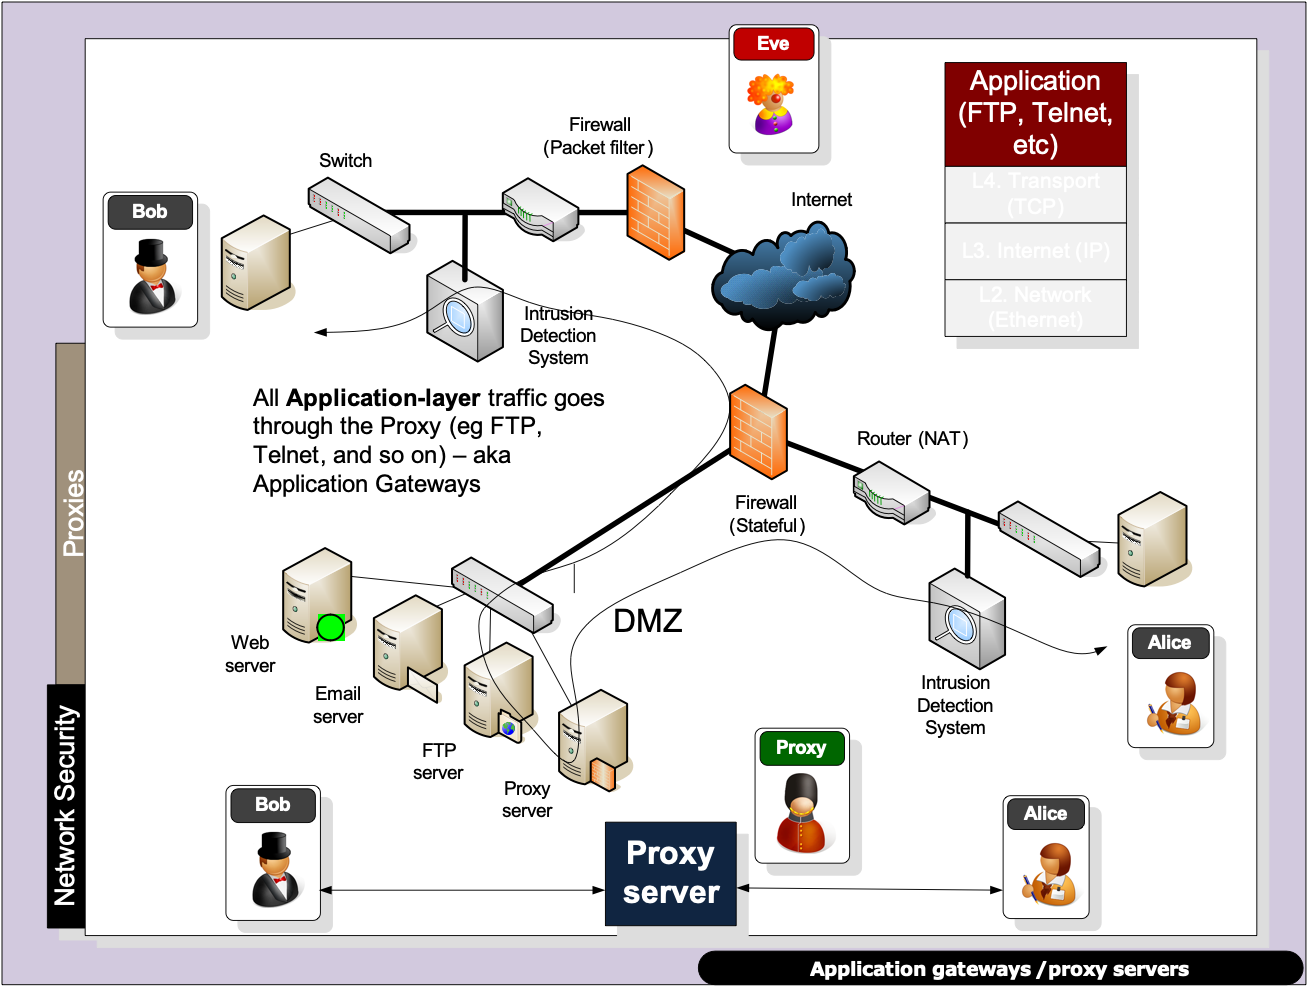 Eve
Application
(FTP, Telnet,
etc)
L4. Transport
(TCP)
L3. Internet (IP)
L2. Network
(Ethernet)
Firewall
(Packet filter)
Switch
Internet
Bob
Intrusion
Detection
System
All Application-layer traffic goes
through the Proxy (eg FTP,
Telnet, and so on) – aka
Application Gateways
Router (NAT)
Firewall
(Stateful)
Proxies
DMZ
Web
server
Email
server
FTP
server
Proxy
server
Intrusion
Detection
System
Alice
Network Security
Proxy
Bob
Proxy
server
Alice
Application gateways /proxy servers